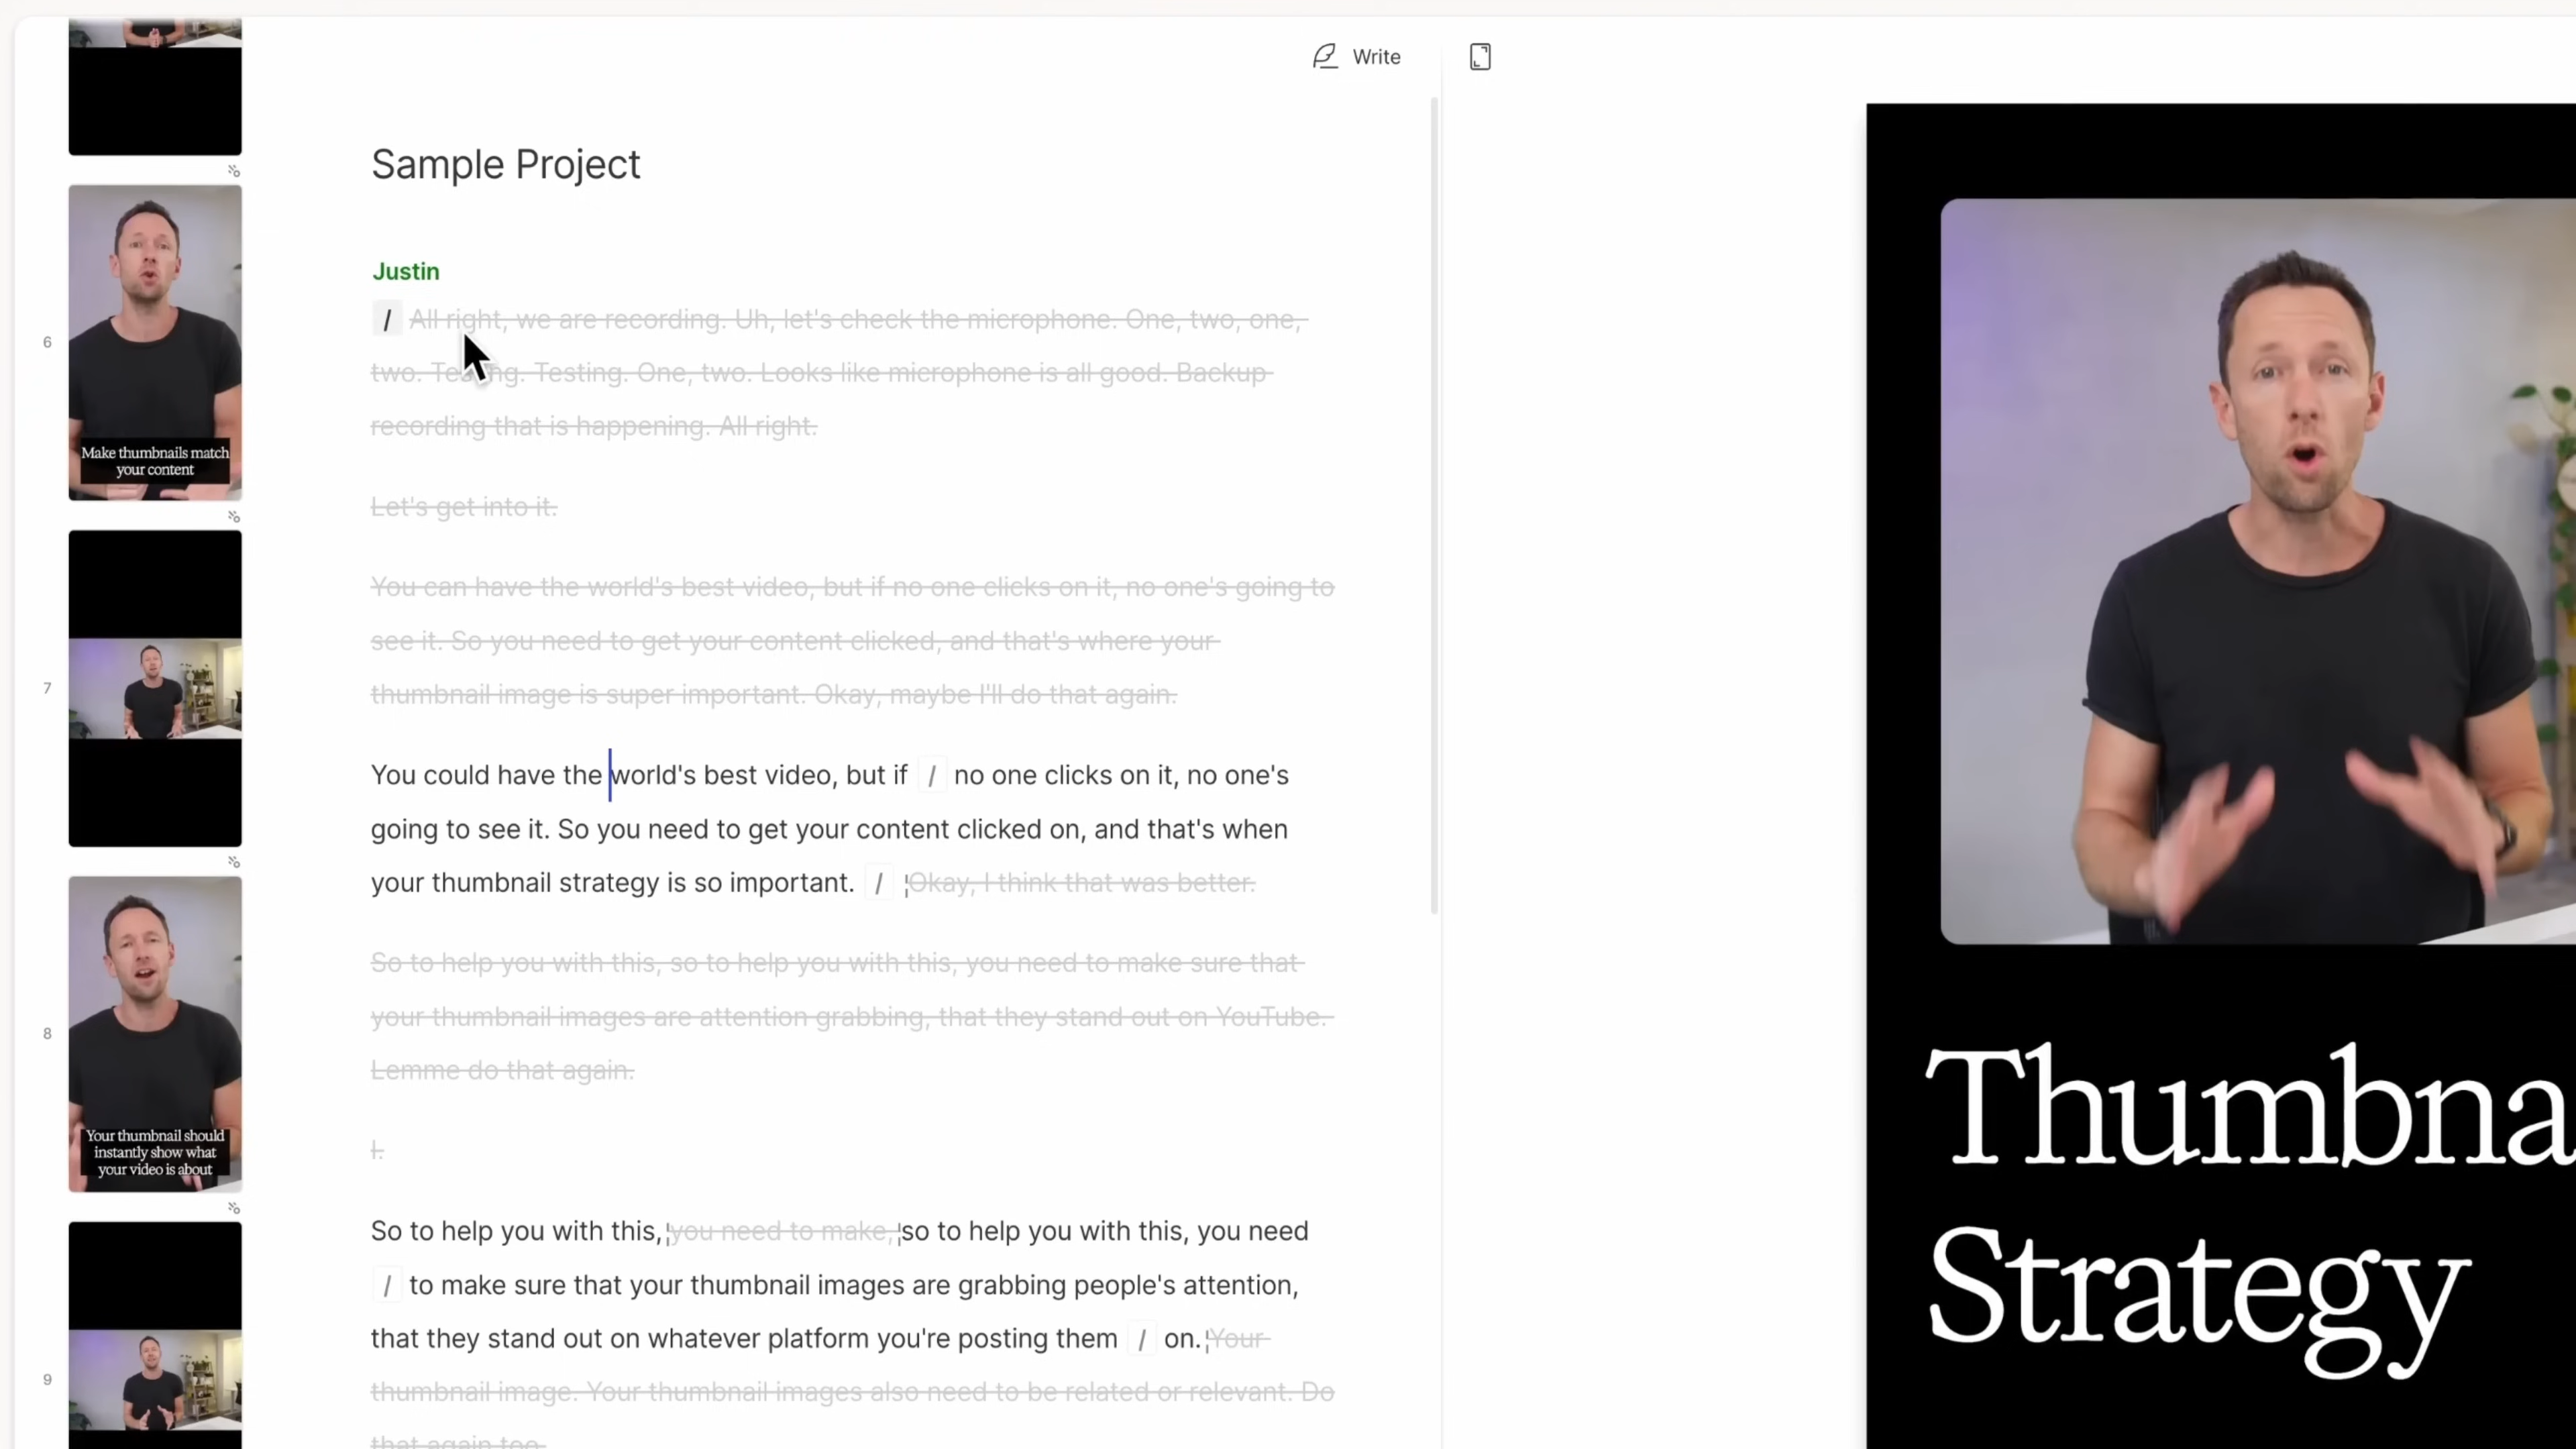 Write
Sample Project
Justin
/ All right, we are recording. Uh, let's check the microphone. One, two, one,
two. Testing. Testing. One, two. Looks like microphone is all good. Backup
recording that is happening. All right.
Let's get into it.
You can have the world's best video, but if no one clicks on it, no one's going to
see it. So you need to get your content clicked, and that's where your
thumbnail image is super important. Okay, maybe I'll do that again.
You could have the world's best video, but if / no one clicks on it, no one's
going to see it. So you need to get your content clicked on, and that's when
your thumbnail strategy is so important. / Okay, I think that was better.
So to help you with this, so to help you with this, you need to make sure that
your thumbnail images are attention grabbing, that they stand out on YouTube.
Lemme do that again.
I.
So to help you with this, you need to make, so to help you with this, you need
/ to make sure that your thumbnail images are grabbing people's attention,
that they stand out on whatever platform you're posting them / on. Your
thumbnail image. Your thumbnail images also need to be related or relevant. Do
that again too.
6
Make thumbnails match
your content
7
8
Your thumbnail should
instantly show what
your video is about
9
Thumbna
Strategy